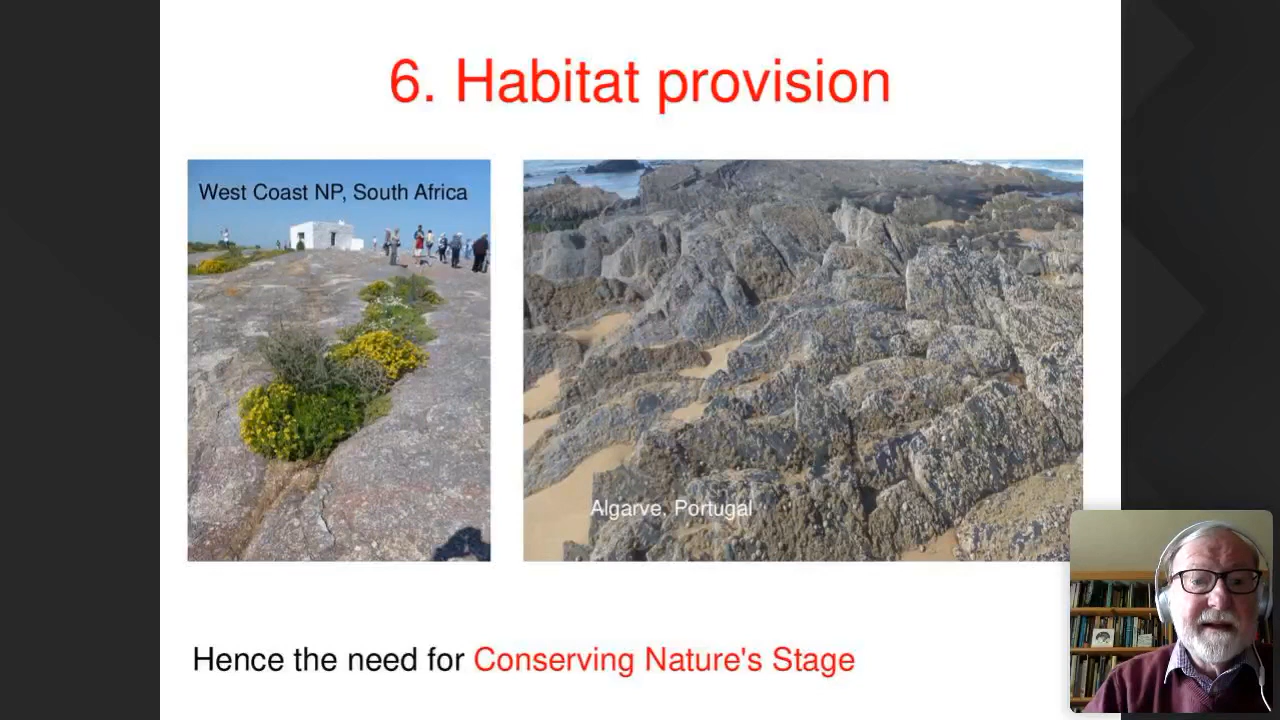 6. Habitat provision
West Coast NP, South Africa
Algarve, Portugal
Hence the need for Conserving Nature's Stage